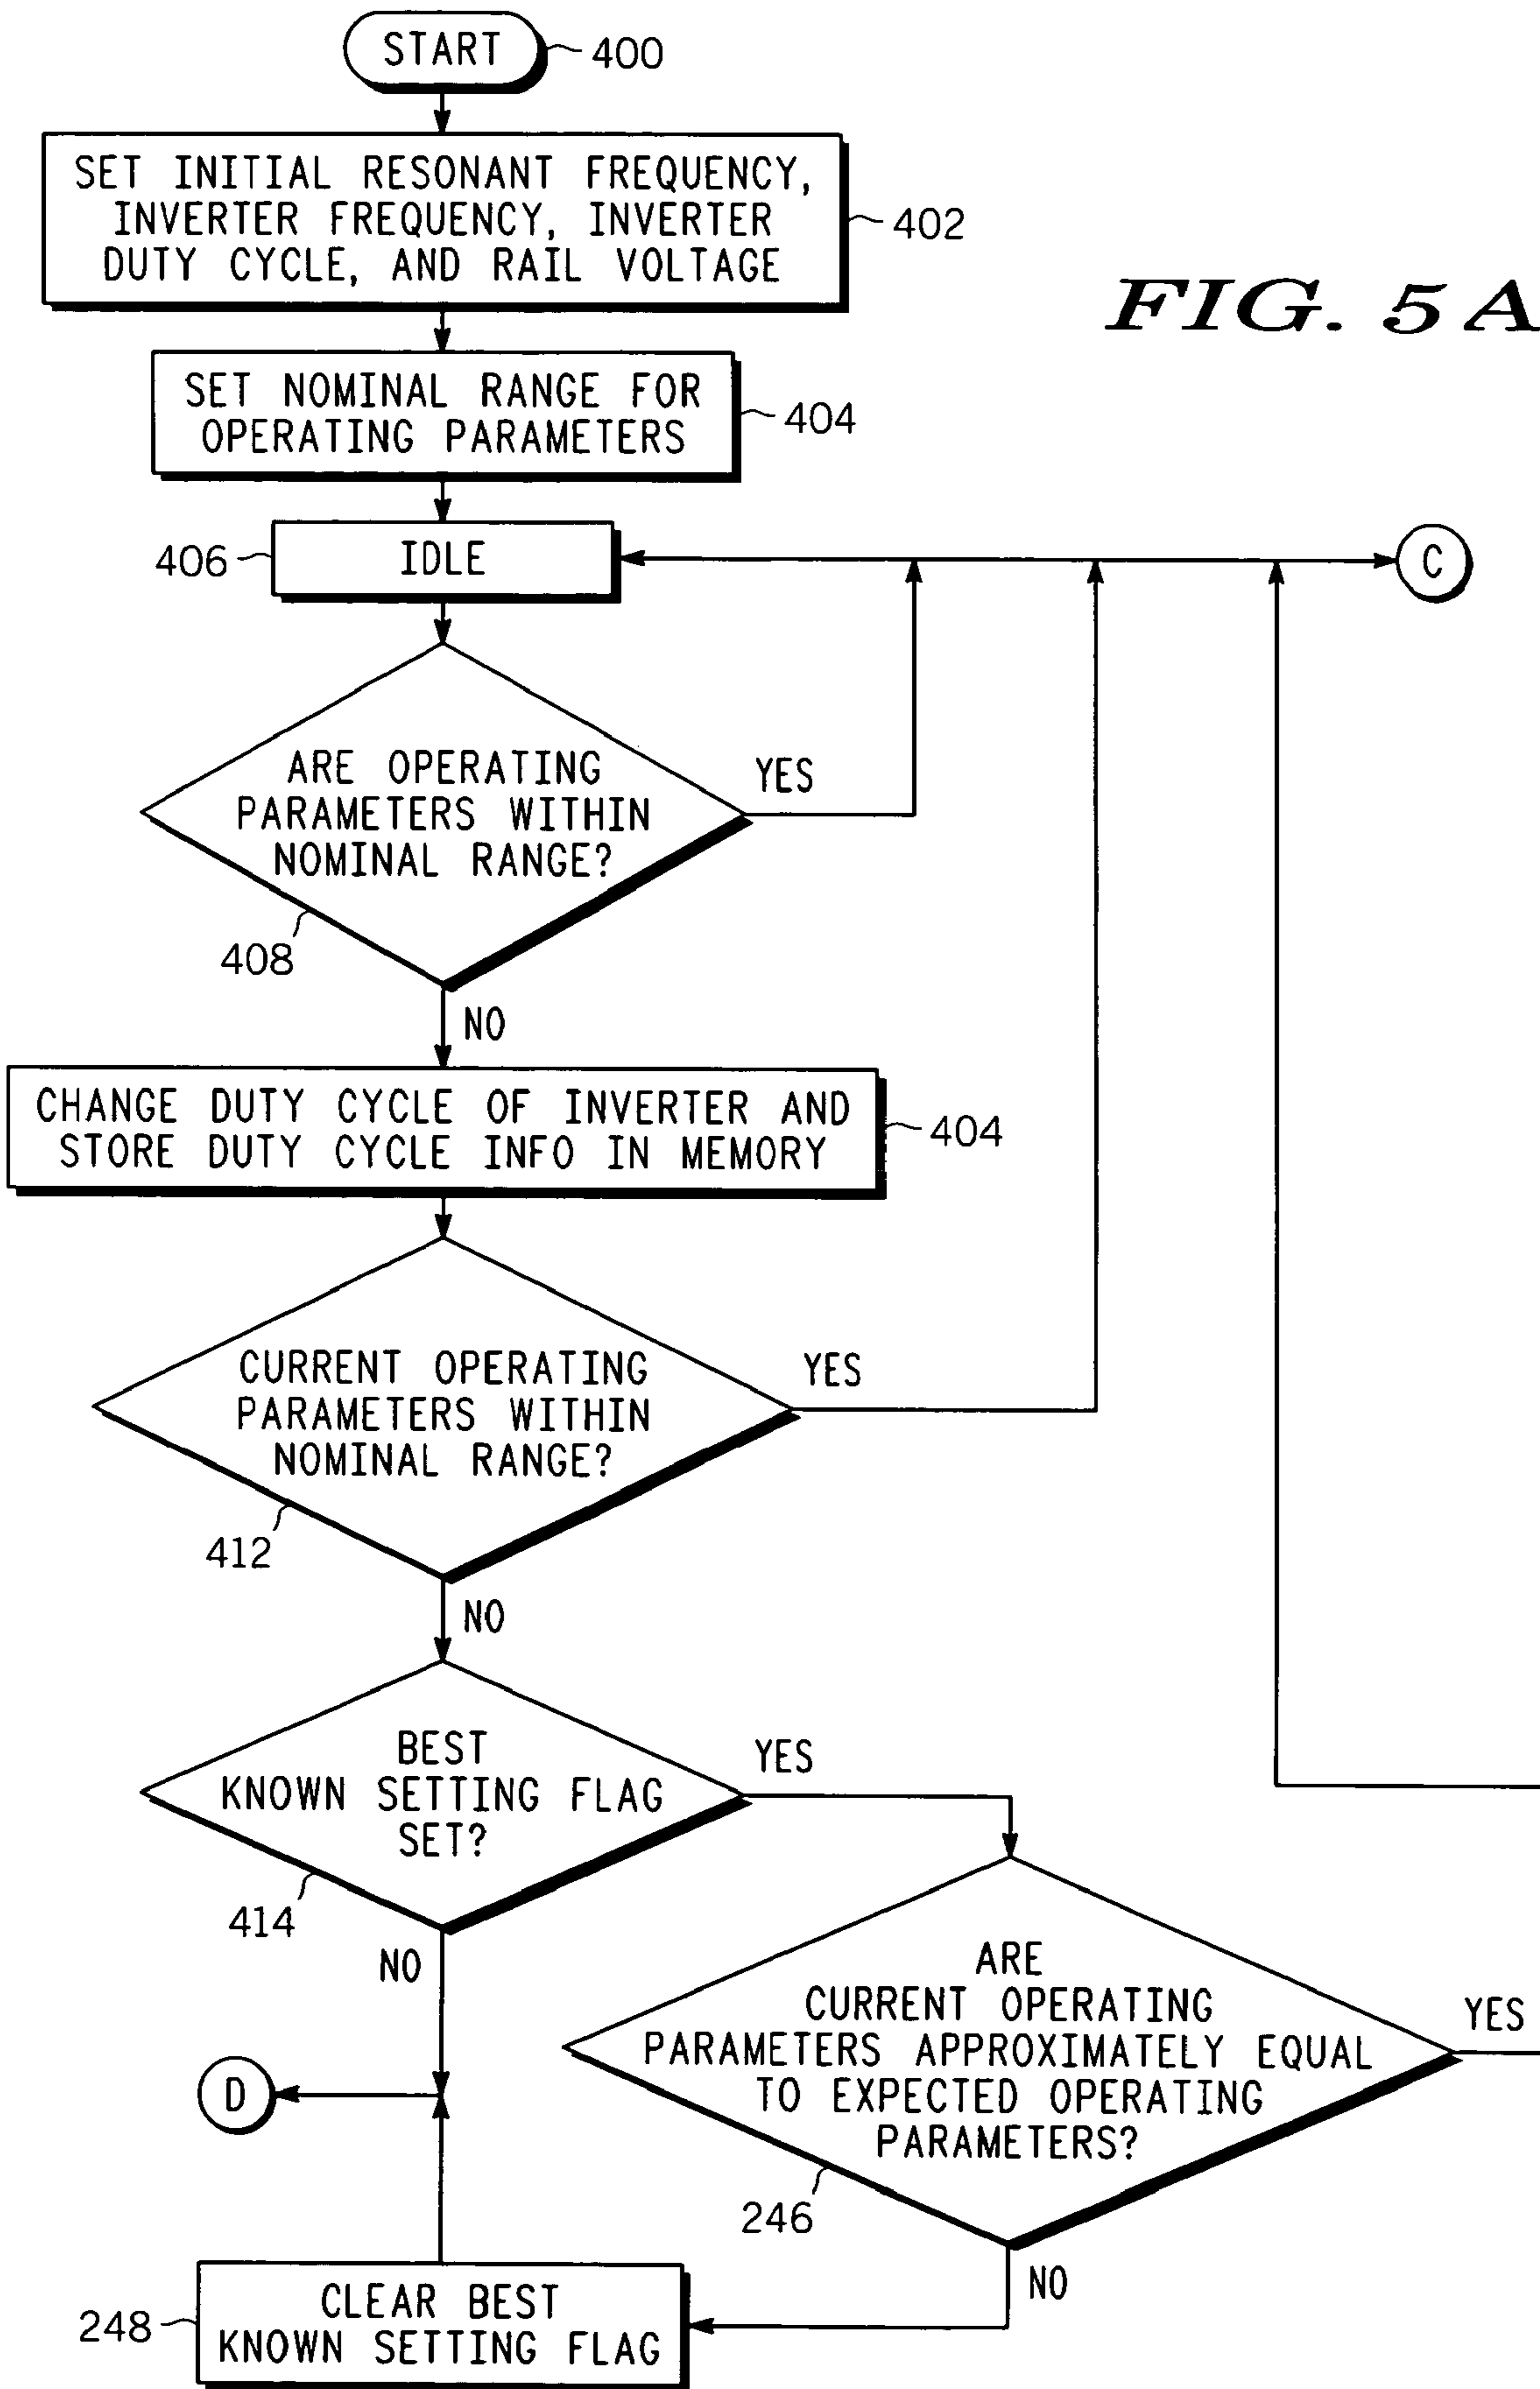 START
400
SET INITIAL RESONANT FREQUENCY,
INVERTER FREQUENCY, INVERTER
DUTY CYCLE, AND RAIL VOLTAGE
402
FIG. 5A
SET NOMINAL RANGE FOR
OPERATING PARAMETERS
404
406
IDLE
C
ARE OPERATING
PARAMETERS WITHIN
NOMINAL RANGE?
YES
408
NO
CHANGE DUTY CYCLE OF INVERTER AND
STORE DUTY CYCLE INFO IN MEMORY
404
CURRENT OPERATING
PARAMETERS WITHIN
NOMINAL RANGE?
YES
412
NO
BEST
KNOWN SETTING FLAG
SET?
YES
414
NO
ARE
CURRENT OPERATING
PARAMETERS APPROXIMATELY EQUAL
TO EXPECTED OPERATING
PARAMETERS?
YES
D
246
NO
CLEAR BEST
KNOWN SETTING FLAG
248